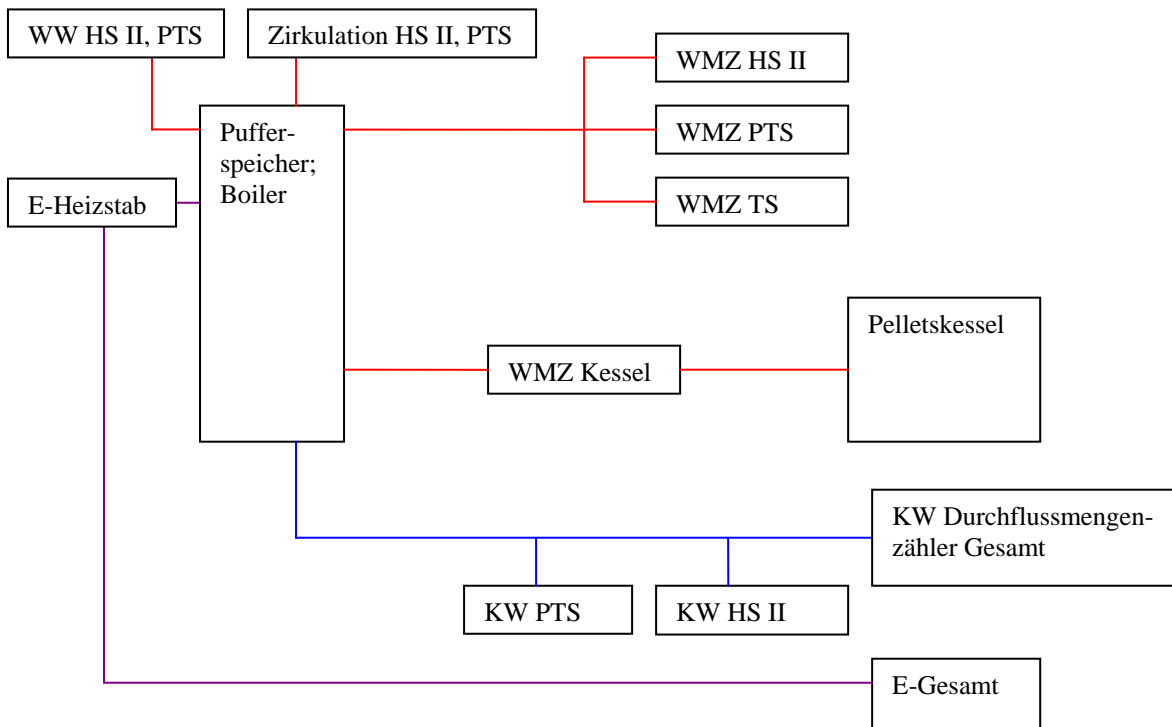 WW HS II, PTS
Zirkulation HS II, PTS
WMZ HS II
Puffer-
speicher;
Boiler
WMZ PTS
E-Heizstab
WMZ TS
Pelletskessel
WMZ Kessel
KW Durchflussmengen-
zähler Gesamt
KW PTS
KW HS II
E-Gesamt